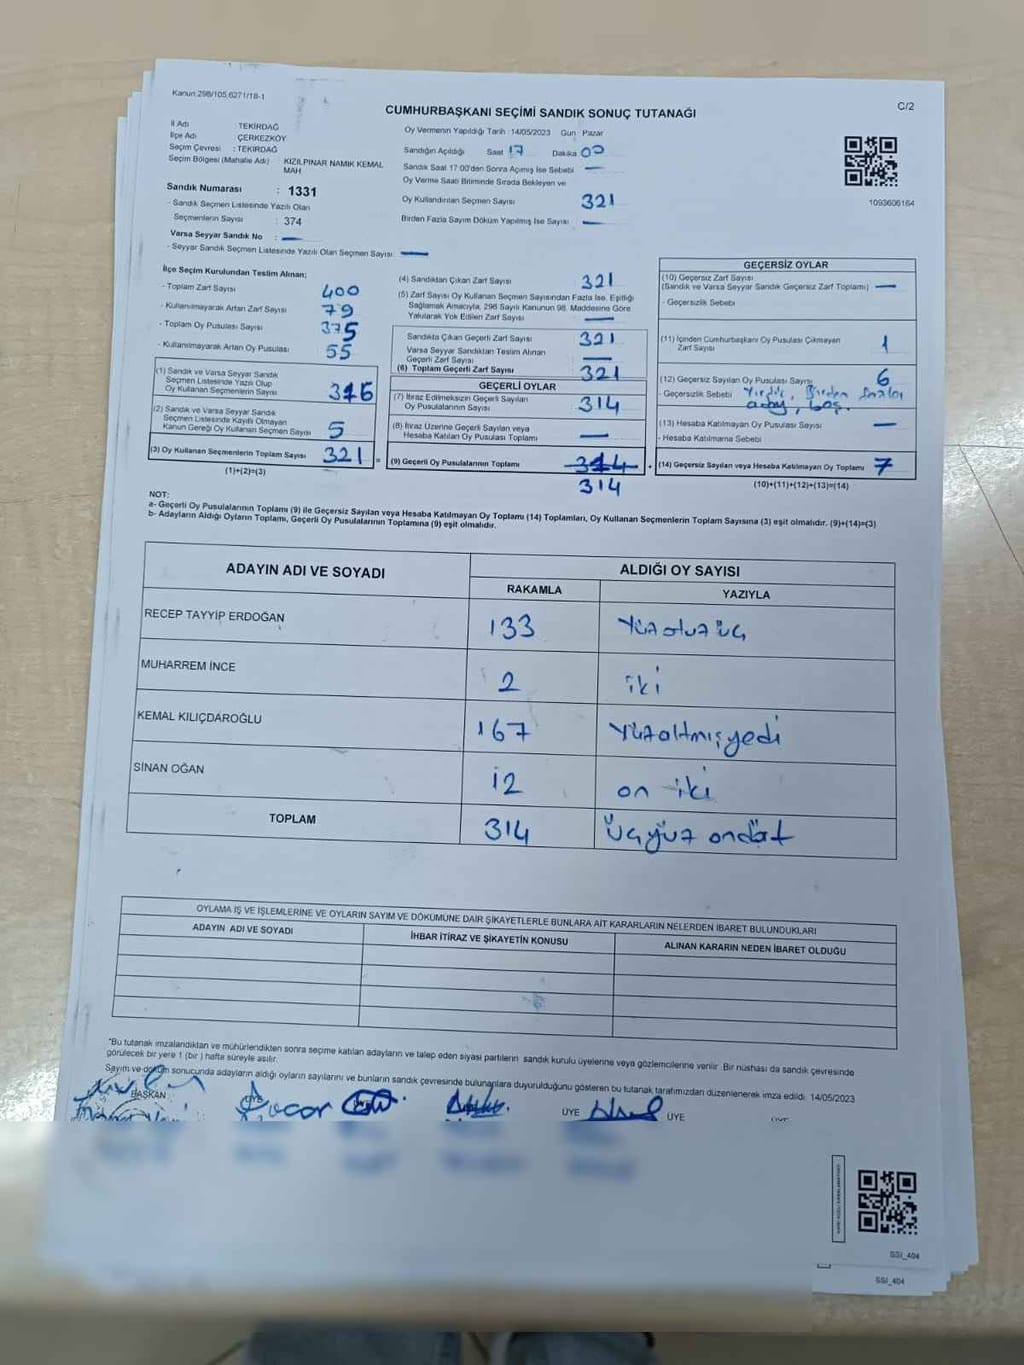 Kanun:298/105,6271/18-1
C/2
CUMHURBAŞKANI SEÇİMİ SANDIK SONUÇ TUTANAĞI
İl Adı TEKİRDAĞ
İlçe Adı ÇERKEZKÖY
Seçim Çevresi : TEKİRDAĞ
Seçim Bölgesi (Mahalle Adı) KIZILPINAR NAMIK KEMAL
MAH
Sandık Numarası : 1331
- Sandık Seçmen Listesinde Yazılı Olan
Seçmenlerin Sayısı : 374
Varsa Seyyar Sandık No : —
- Seyyar Sandık Seçmen Listesinde Yazılı Olan Seçmen Sayısı: —
Oy Vermenin Yapıldığı Tarih : 14/05/2023 Gün : Pazar
Sandığın Açıldığı Saat 17 Dakika 00
Sandık Saat 17:00'den Sonra Açımış İse Sebebi —
Oy Verme Saati Bitiminde Sırada Bekleyen ve
Oy Kullandırılan Seçmen Sayısı 321
Birden Fazla Sayım Döküm Yapılmış İse Sayısı —
1093606164
İlçe Seçim Kurulundan Teslim Alınan:
- Toplam Zarf Sayısı 400
- Kullanılmayarak Artan Zarf Sayısı 79
- Toplam Oy Pusulası Sayısı 375
- Kullanılmayarak Artan Oy Pusulası 55
(1) Sandık ve Varsa Seyyar Sandık
Seçmen Listesinde Yazılı Olup
Oy Kullanan Seçmenlerin Sayısı 316
(2) Sandık ve Varsa Seyyar Sandık
Seçmen Listesinde Kayıtlı Olmayan
Kanun Gereği Oy Kullanan Seçmen Sayısı 5
(3) Oy Kullanan Seçmenlerin Toplam Sayısı 321 =
(1)+(2)=(3)
(4) Sandıktan Çıkan Zarf Sayısı 321
(5) Zarf Sayısı Oy Kullanan Seçmen Sayısından Fazla İse, Eşitliği
Sağlamak Amacıyla, 298 Sayılı Kanunun 98. Maddesine Göre
Yakılarak Yok Edilen Zarf Sayısı —
Sandıkta Çıkan Geçerli Zarf Sayısı 321
Varsa Seyyar Sandıktan Teslim Alınan
Geçerli Zarf Sayısı —
(6) Toplam Geçerli Zarf Sayısı 321
GEÇERLİ OYLAR
(7) İtiraz Edilmeksizin Geçerli Sayılan
Oy Pusulasının Sayısı 314
(8) İtiraz Üzerine Geçerli Sayılan veya
Hesaba Katılan Oy Pusulası Toplamı —
(9) Geçerli Oy Pusulalarının Toplamı 314 +
314
GEÇERSİZ OYLAR
(10) Geçersiz Zarf Sayısı
(Sandık ve Varsa Seyyar Sandık Geçersiz Zarf Toplamı) —
- Geçersizlik Sebebi
(11) İçinden Cumhurbaşkanı Oy Pusulası Çıkmayan
Zarf Sayısı 1
(12) Geçersiz Sayılan Oy Pusulası Sayısı 6
- Geçersizlik Sebebi Yırtık, Birden fazla
aday, boş.
(13) Hesaba Katılmayan Oy Pusulası Sayısı —
- Hesaba Katılmama Sebebi
(14) Geçersiz Sayılan veya Hesaba Katılmayan Oy Toplamı 7
(10)+(11)+(12)+(13)=(14)
NOT:
a- Geçerli Oy Pusulalarının Toplamı (9) ile Geçersiz Sayılan veya Hesaba Katılmayan Oy Toplamı (14) Toplamları, Oy Kullanan Seçmenlerin Toplam Sayısına (3) eşit olmalıdır. (9)+(14)=(3)
b- Adayların Aldığı Oyların Toplamı, Geçerli Oy Pusulalarının Toplamına (9) eşit olmalıdır.
ADAYIN ADI VE SOYADI ALDIĞI OY SAYISI
RAKAMLA YAZIYLA
RECEP TAYYİP ERDOĞAN 133 Yüz otuz üç
MUHARREM İNCE 2 iki
KEMAL KILIÇDAROĞLU 167 Yüzaltmışyedi
SİNAN OĞAN 12 on iki
TOPLAM 314 Üçyüz ondört
OYLAMA İŞ VE İŞLEMLERİNE VE OYLARIN SAYIM VE DÖKÜMÜNE DAİR ŞİKAYETLERLE BUNLARA AİT KARARLARIN NELERDEN İBARET BULUNDUKLARI
ADAYIN ADI VE SOYADI İHBAR İTİRAZ VE ŞİKAYETİN KONUSU ALINAN KARARIN NEDEN İBARET OLDUĞU
*Bu tutanak imzalandıktan ve mühürlendikten sonra seçime katılan adayların ve talep eden siyasi partilerin sandık kurulu üyelerine veya gözlemcilerine verilir. Bir nüshası da sandık çevresinde
görülecek bir yere 1 (bir) hafta süreyle asılır.
Sayım ve döküm sonucunda adayların aldığı oyların sayılarını ve bunların sandık çevresinde bulunanlara duyurulduğunu gösteren bu tutanak tarafımızdan düzenlenerek imza edildi. 14/05/2023
BAŞKAN ÜYE ÜYE ÜYE
SSI_404
SSI_404